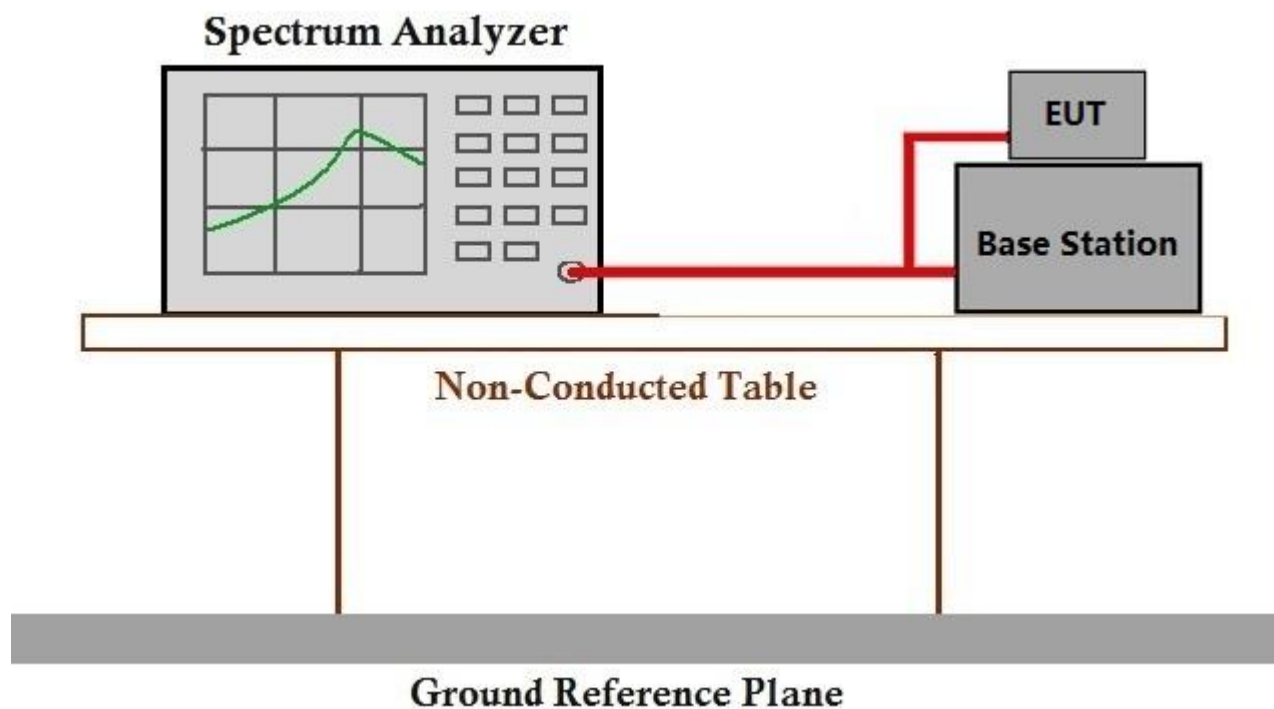 Spectrum Analyzer
EUT
Base Station
Non-Conducted Table
Ground Reference Plane